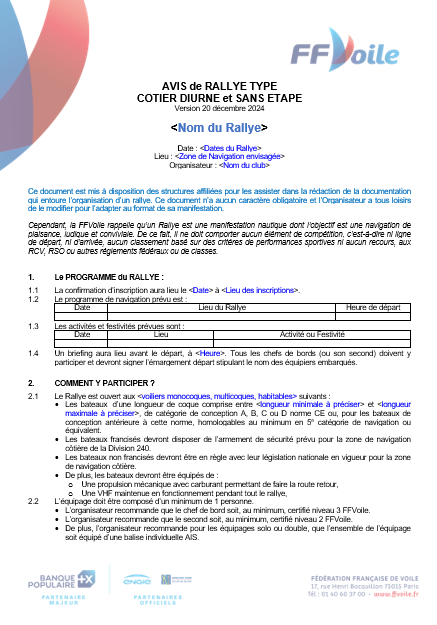 FFVoile
AVIS de RALLYE TYPE
COTIER DIURNE et SANS ETAPE
Version 20 décembre 2024
<Nom du Rallye>
Date : <Dates du Rallye>
Lieu : <Zone de Navigation envisagée>
Organisateur : <Nom du club>
Ce document est mis à disposition des structures affiliées pour les assister dans la rédaction de la documentation
qui entoure l'organisation d'un rallye. Ce document n'a aucun caractère obligatoire et l'Organisateur a tous loisirs
de le modifier pour l'adapter au format de sa manifestation.
Cependant, la FFVoile rappelle qu'un Rallye est une manifestation nautique dont l'objectif est une navigation de
plaisance, ludique et conviviale. De ce fait, il ne doit comporter aucun élément de compétition, c'est-à-dire ni ligne
de départ, ni d'arrivée, aucun classement basé sur des critères de performances sportives ni aucun recours, aux
RCV, RSO ou autres règlements fédéraux ou de classes.
1. Le PROGRAMME du RALLYE :
1.1 La confirmation d'inscription aura lieu le <Date> à <Lieu des inscriptions>.
1.2 Le programme de navigation prévu est :
Date Lieu du Rallye Heure de départ
1.3 Les activités et festivités prévues sont :
Date Lieu Activité ou Festivité
1.4 Un briefing aura lieu avant le départ, à <Heure>. Tous les chefs de bords (ou son second) doivent y
participer et devront signer l'émargement départ stipulant le nom des équipiers embarqués.
2. COMMENT Y PARTICIPER ?
2.1 Le Rallye est ouvert aux <voiliers monocoques, multicoques, habitables> suivants :
• Les bateaux d'une longueur de coque comprise entre <longueur minimale à préciser> et <longueur
maximale à préciser>, de catégorie de conception A, B, C ou D norme CE ou, pour les bateaux de
conception antérieure à cette norme, homologables au minimum en 5° catégorie de navigation ou
équivalent.
• Les bateaux francisés devront disposer de l'armement de sécurité prévu pour la zone de navigation
côtière de la Division 240.
• Les bateaux non francisés devront être en règle avec leur législation nationale en vigueur pour la zone
de navigation côtière.
• De plus, les bateaux devront être équipés de :
o Une propulsion mécanique avec carburant permettant de faire la route retour,
o Une VHF maintenue en fonctionnement pendant tout le rallye,
2.2 L'équipage doit être composé d'un minimum de 1 personne.
• L'organisateur recommande que le chef de bord soit, au minimum, certifié niveau 3 FFVoile.
• L'organisateur recommande que le second soit, au minimum, certifié niveau 2 FFVoile.
• De plus, l'organisateur recommande pour les équipages solo ou double, que l'ensemble de l'équipage
soit équipé d'une balise individuelle AIS.
BANQUE
POPULAIRE
PARTENAIRE
MAJEUR
ENGIE
PARTENAIRES
OFFICIELS
FÉDÉRATION FRANÇAISE DE VOILE
17, rue Henri Bocquillon 75015 Paris
Tél : 01 40 60 37 00 - www.ffvoile.fr